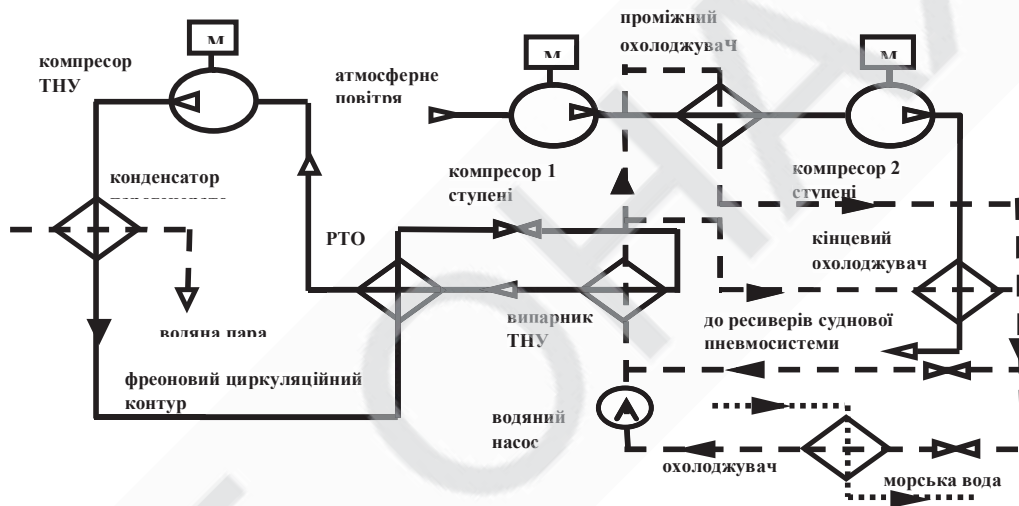 проміжний
охолоджувач
М
М
М
компресор
ТНУ
атмосферне
повітря
конденсатор
компресор 1
ступені
компресор 2
ступені
РТО
кінцевий
охолоджувач
водяна пара
випарник
ТНУ
до ресиверів суднової
пневмосистеми
фреоновий циркуляційний
контур
водяний
насос
охолоджувач
морська вода